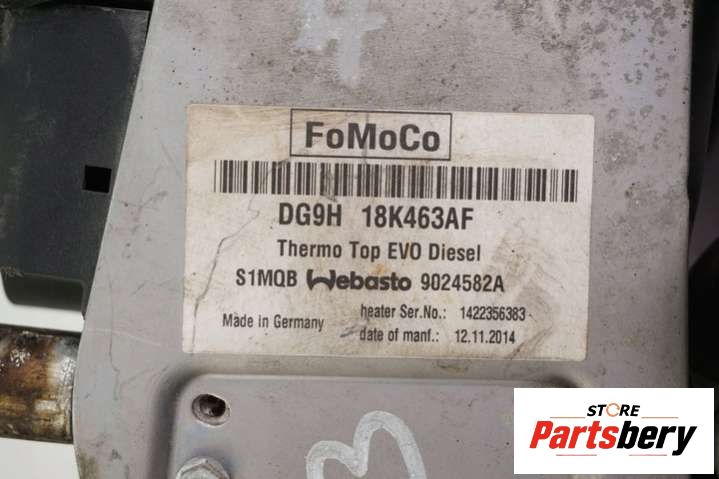 FoMoCo
DG9H 18K463AF
Thermo Top EVO Diesel
S1MQB Webasto 9024582A
Made in Germany
heater Ser.No.: 1422356383
date of manf.: 12.11.2014
STORE
Partsbery